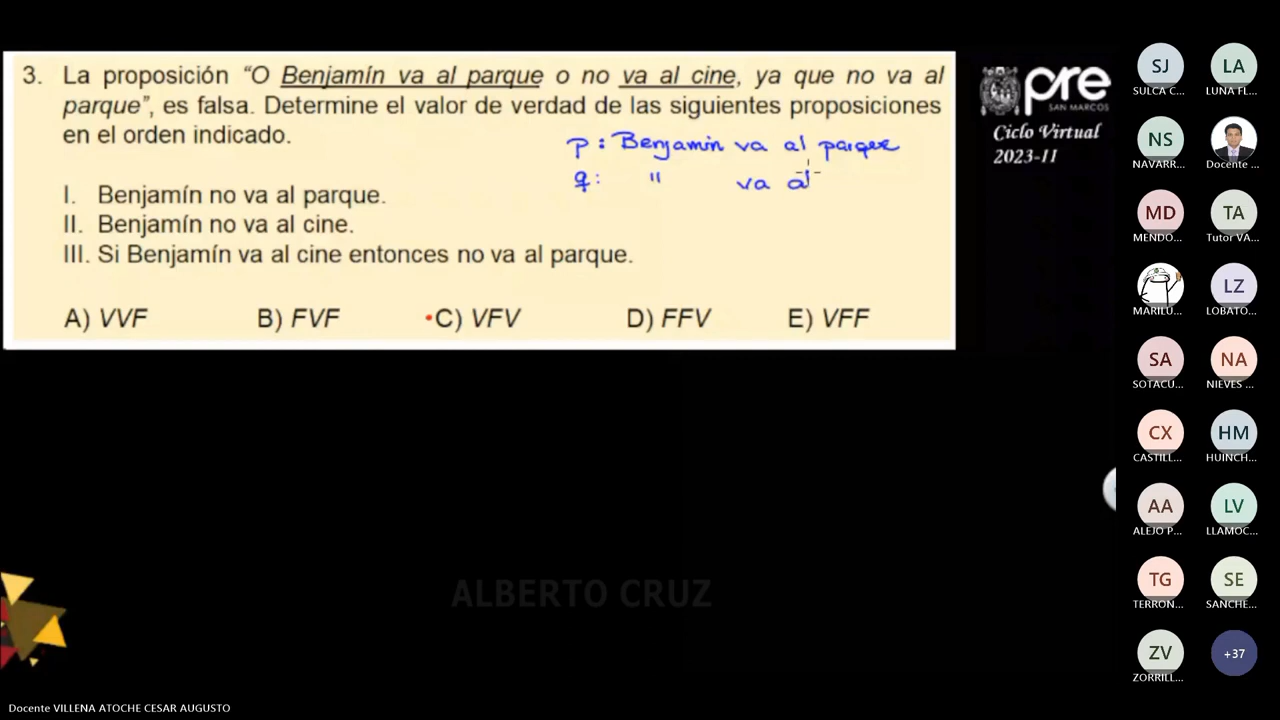 3. La proposición "O Benjamín va al parque o no va al cine, ya que no va al
parque", es falsa. Determine el valor de verdad de las siguientes proposiciones
en el orden indicado.
p : Benjamín va al parque
q : " va al
I. Benjamín no va al parque.
II. Benjamín no va al cine.
III. Si Benjamín va al cine entonces no va al parque.
A) VVF B) FVF C) VFV D) FFV E) VFF
pre
SAN MARCOS
Ciclo Virtual
2023-II
SJ LA
SULCA C... LUNA FL...
NS
NAVARR... Docente ...
MD TA
MENDO... Tutor VA...
LZ
MARILÚ... LOBATO...
SA NA
SOTACU... NIEVES ...
CX HM
CASTILL... HUINCH...
AA LV
ALEJO P... LLAMOC...
TG SE
TERRON... SANCHE...
ZV +37
ZORRILL...
ALBERTO CRUZ
Docente VILLENA ATOCHE CESAR AUGUSTO